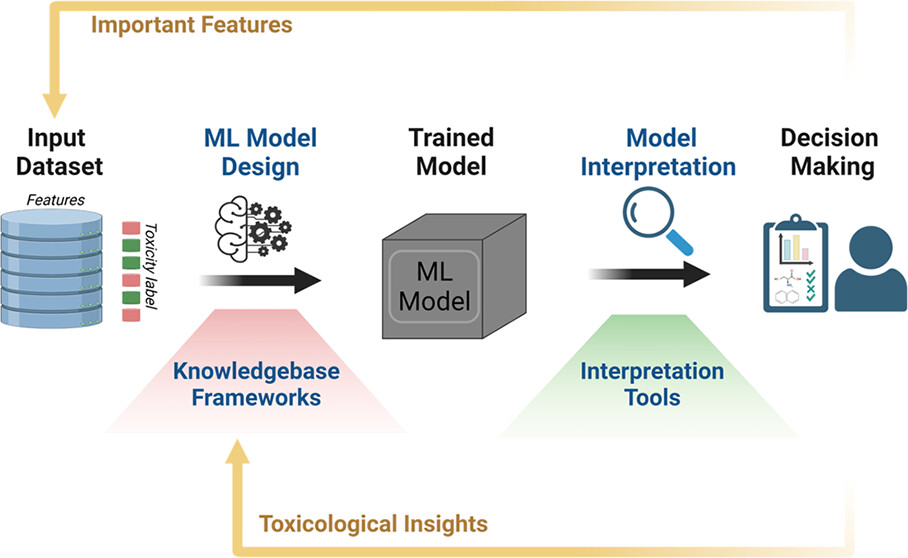 Important Features
Input
Dataset
Features
Toxicity label
ML Model
Design
Trained
Model
ML
Model
Model
Interpretation
Decision
Making
Knowledgebase
Frameworks
Interpretation
Tools
Toxicological Insights